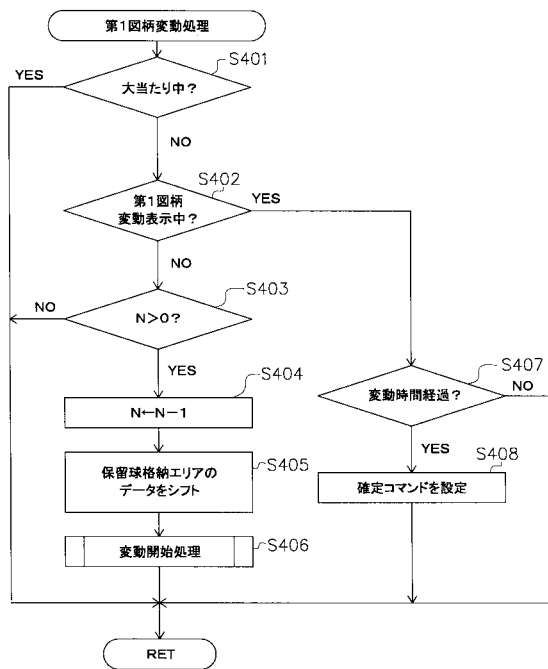 第1図柄変動処理
S401
YES
大当たり中?
NO
S402
YES
第1図柄
変動表示中?
NO
S403
NO
N>0?
YES
S404
N←N−1
S405
保留球格納エリアの
データをシフト
S406
変動開始処理
S407
変動時間経過?
NO
YES
S408
確定コマンドを設定
RET